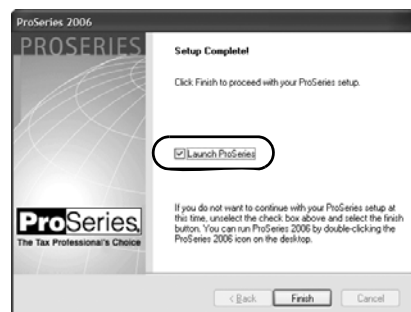 ProSeries 2006
PROSERIES
Setup Complete!
Click Finish to proceed with your ProSeries setup.
Launch ProSeries
If you do not want to continue with your ProSeries setup at
this time, unselect the check box above and select the finish
button. You can run ProSeries 2006 by double-clicking the
ProSeries 2006 icon on the desktop.
ProSeries.
The Tax Professional's Choice
< Back Finish Cancel